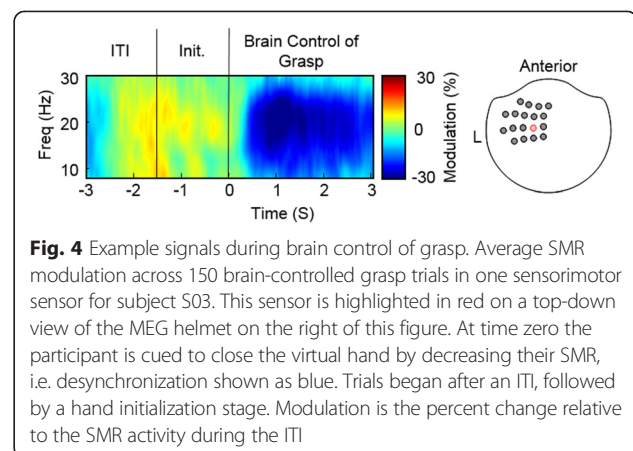 ITI Init. Brain Control of
Grasp
Anterior
30
20
10
Freq (Hz)
-3 -2 -1 0 1 2 3
Time (S)
30
0
-30
Modulation (%)
L
Fig. 4 Example signals during brain control of grasp. Average SMR
modulation across 150 brain-controlled grasp trials in one sensorimotor
sensor for subject S03. This sensor is highlighted in red on a top-down
view of the MEG helmet on the right of this figure. At time zero the
participant is cued to close the virtual hand by decreasing their SMR,
i.e. desynchronization shown as blue. Trials began after an ITI, followed
by a hand initialization stage. Modulation is the percent change relative
to the SMR activity during the ITI